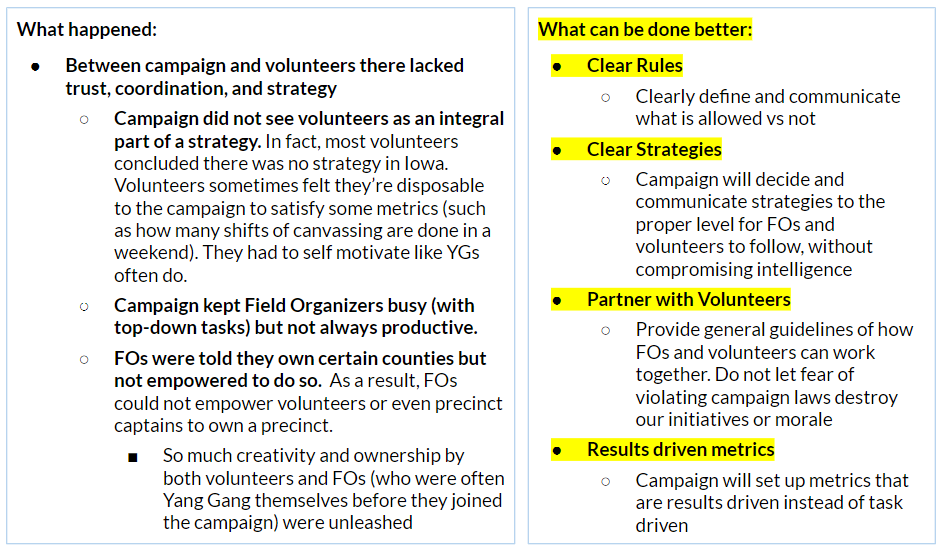 What happened:
● Between campaign and volunteers there lacked
trust, coordination, and strategy
○ Campaign did not see volunteers as an integral
part of a strategy. In fact, most volunteers
concluded there was no strategy in Iowa.
Volunteers sometimes felt they’re disposable
to the campaign to satisfy some metrics (such
as how many shifts of canvassing are done in a
weekend). They had to self motivate like YGs
often do.
○ Campaign kept Field Organizers busy (with
top-down tasks) but not always productive.
○ FOs were told they own certain counties but
not empowered to do so. As a result, FOs
could not empower volunteers or even precinct
captains to own a precinct.
■ So much creativity and ownership by
both volunteers and FOs (who were often
Yang Gang themselves before they joined
the campaign) were unleashed
What can be done better:
● Clear Rules
○ Clearly define and communicate
what is allowed vs not
● Clear Strategies
○ Campaign will decide and
communicate strategies to the
proper level for FOs and
volunteers to follow, without
compromising intelligence
● Partner with Volunteers
○ Provide general guidelines of how
FOs and volunteers can work
together. Do not let fear of
violating campaign laws destroy
our initiatives or morale
● Results driven metrics
○ Campaign will set up metrics that
are results driven instead of task
driven